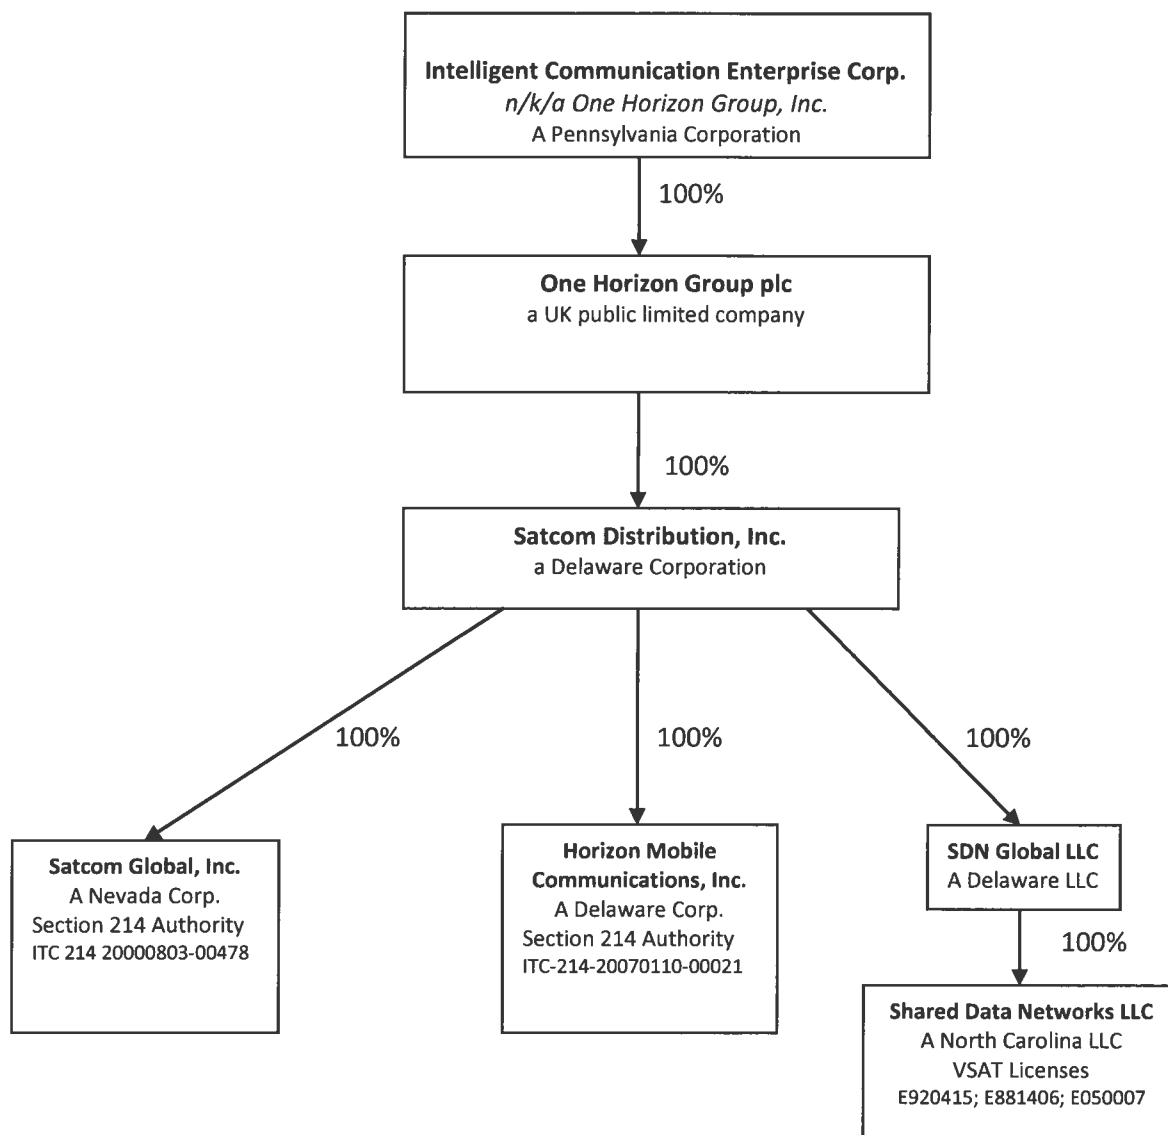 Intelligent Communication Enterprise Corp.
n/k/a One Horizon Group, Inc.
A Pennsylvania Corporation
100%
One Horizon Group plc
a UK public limited company
100%
Satcom Distribution, Inc.
a Delaware Corporation
100%
100%
100%
Satcom Global, Inc.
A Nevada Corp.
Section 214 Authority
ITC 214 20000803-00478
Horizon Mobile
Communications, Inc.
A Delaware Corp.
Section 214 Authority
ITC-214-20070110-00021
SDN Global LLC
A Delaware LLC
100%
Shared Data Networks LLC
A North Carolina LLC
VSAT Licenses
E920415; E881406; E050007